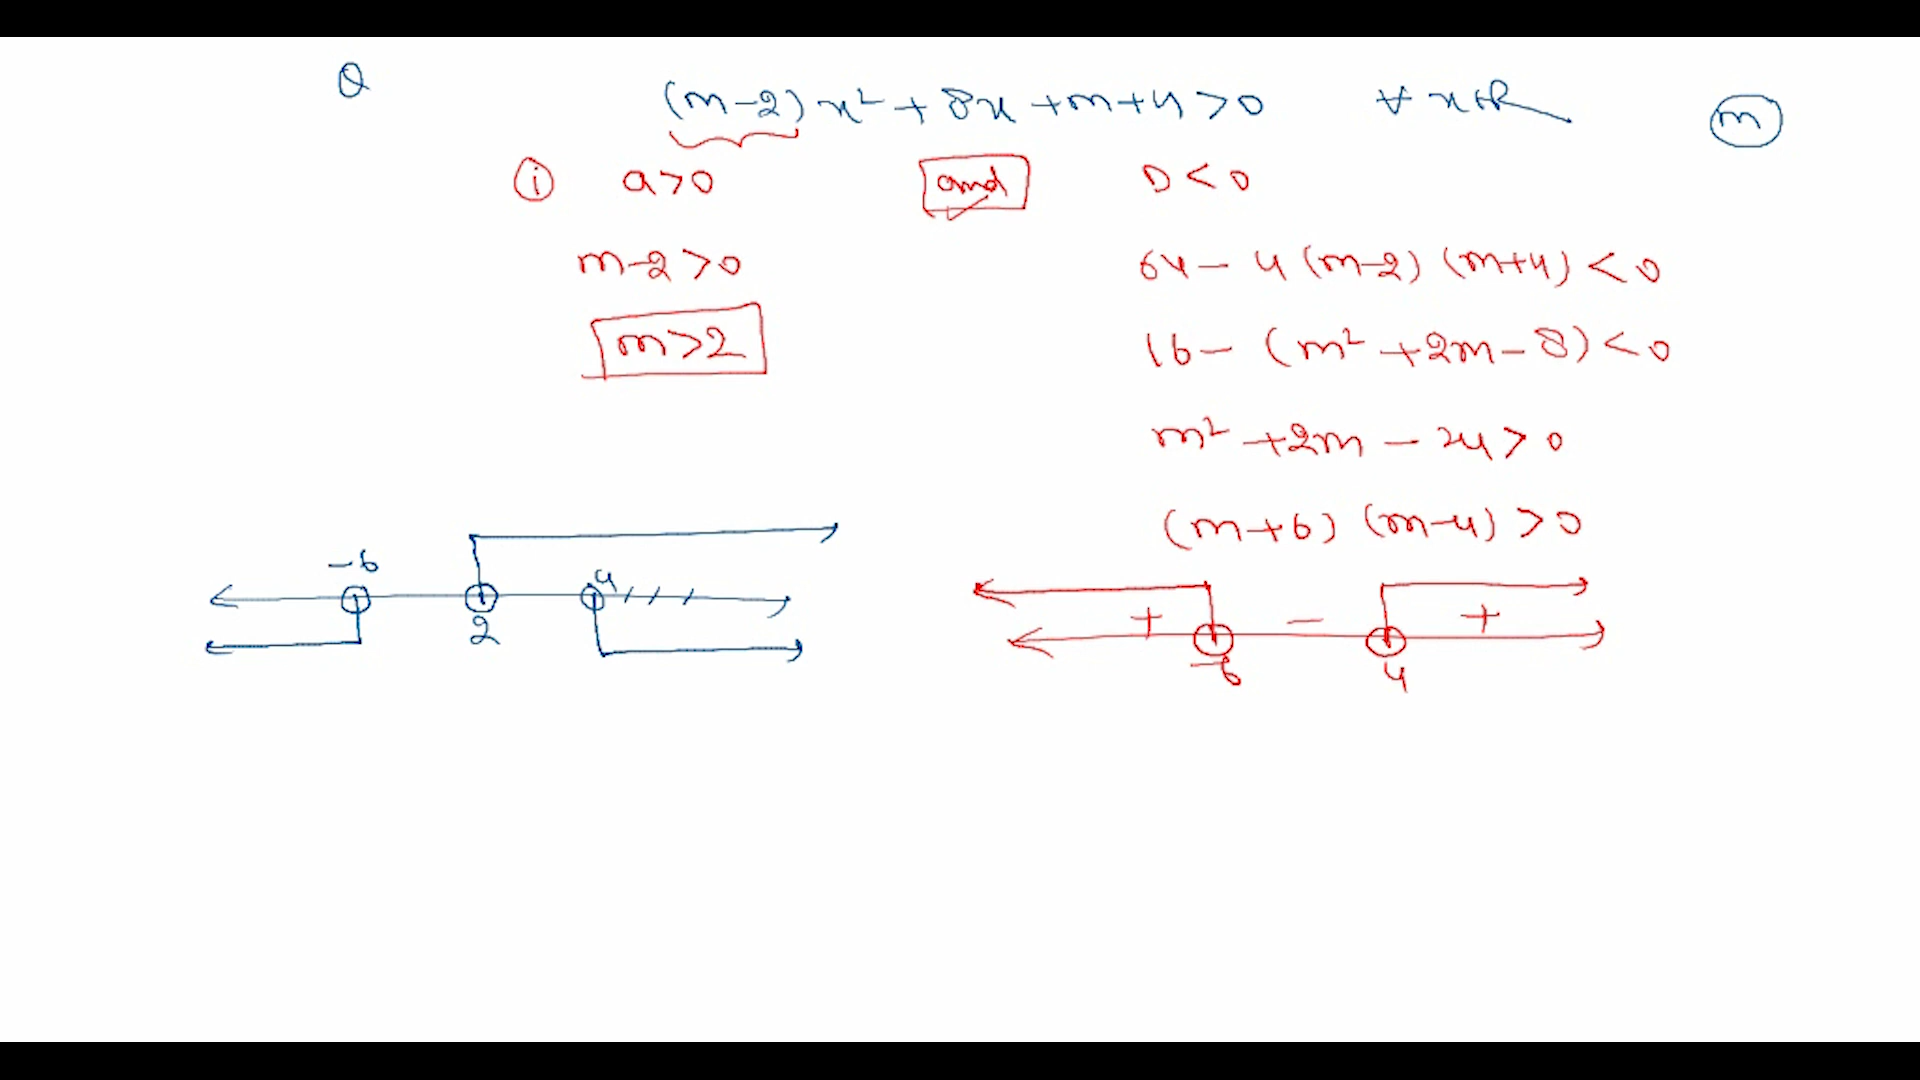 Q (m-2)x² + 8x + m + 4 > 0 ∀ x ∈ R m
i a > 0 and D < 0
m-2 > 0 64 - 4(m-2)(m+4) < 0
m > 2 16 - (m² + 2m - 8) < 0
m² + 2m - 24 > 0
(m+6)(m-4) > 0
-6 2 4
+ - +
-6 4